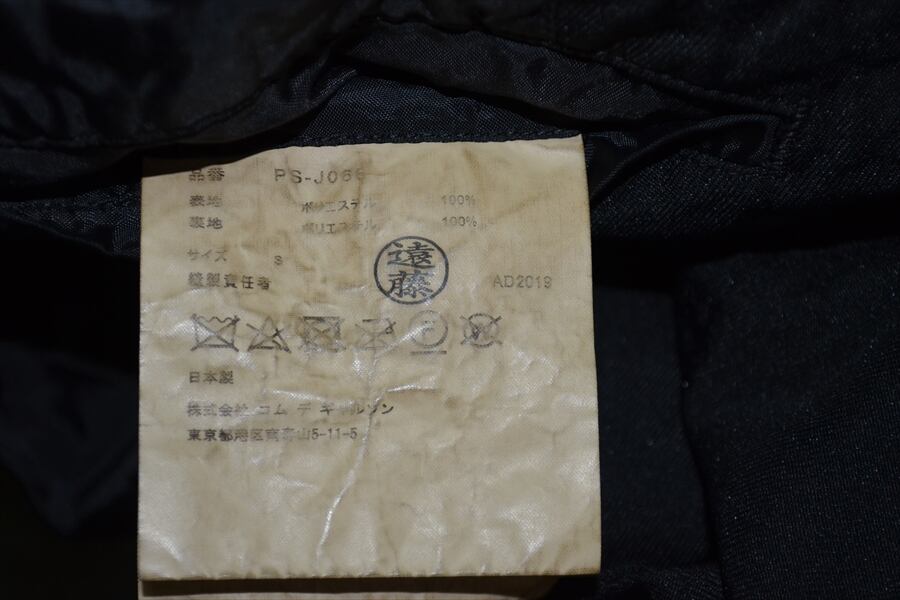 品番 PS-J066
表地 ポリエステル 100%
裏地 ポリエステル 100%
サイズ S
縫製責任者 遠藤 AD2019
日本製
株式会社 コム デ ギャルソン
東京都港区南青山5-11-5